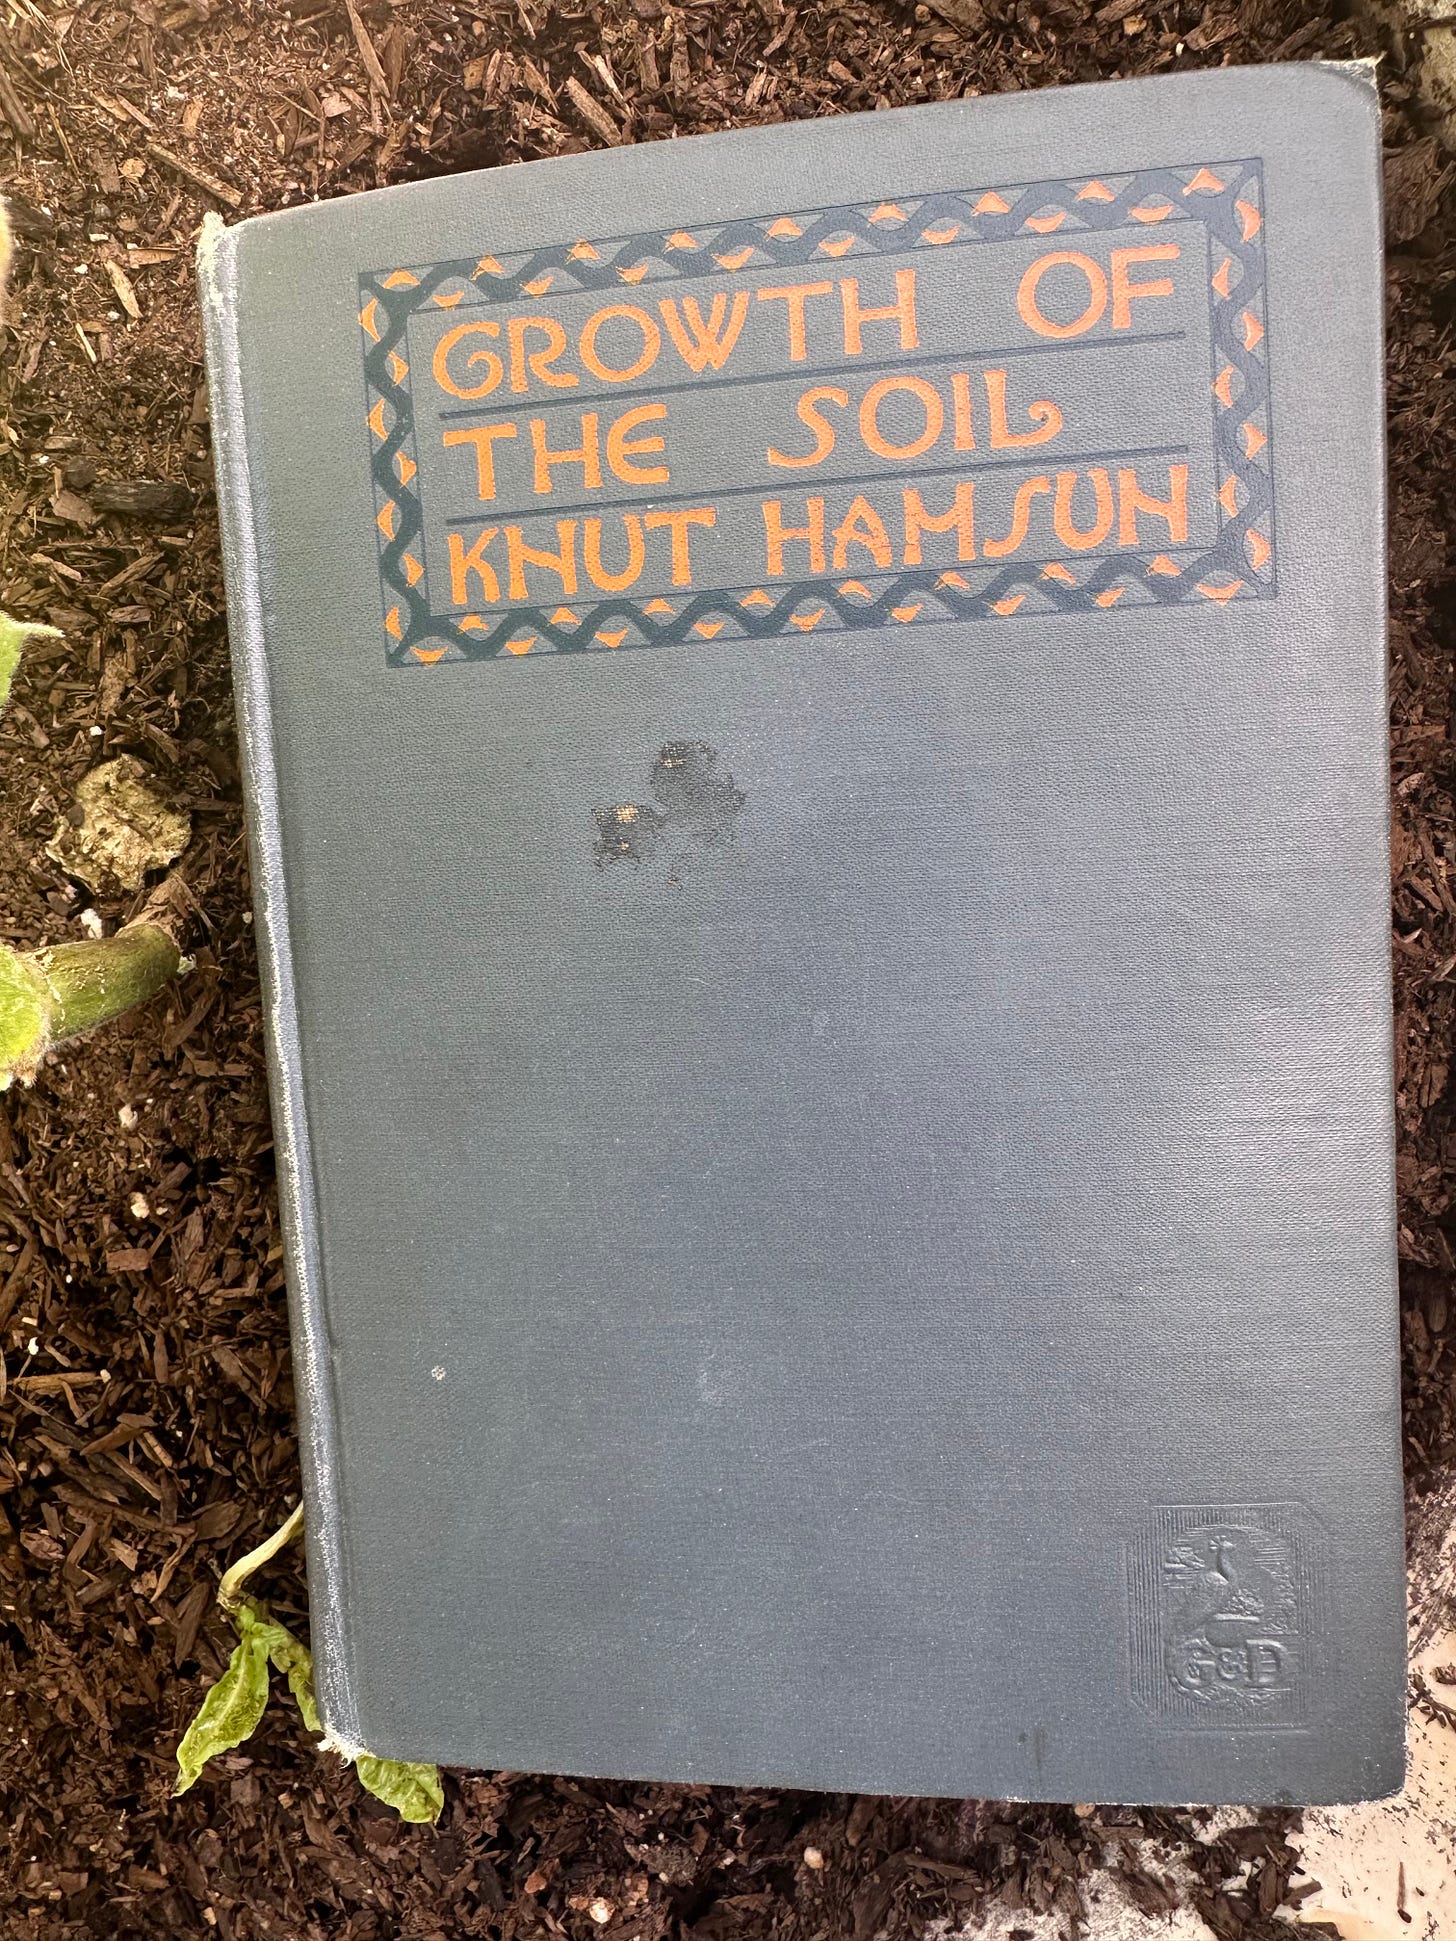 GROWTH OF
THE SOIL
KNUT HAMSUN
G&D